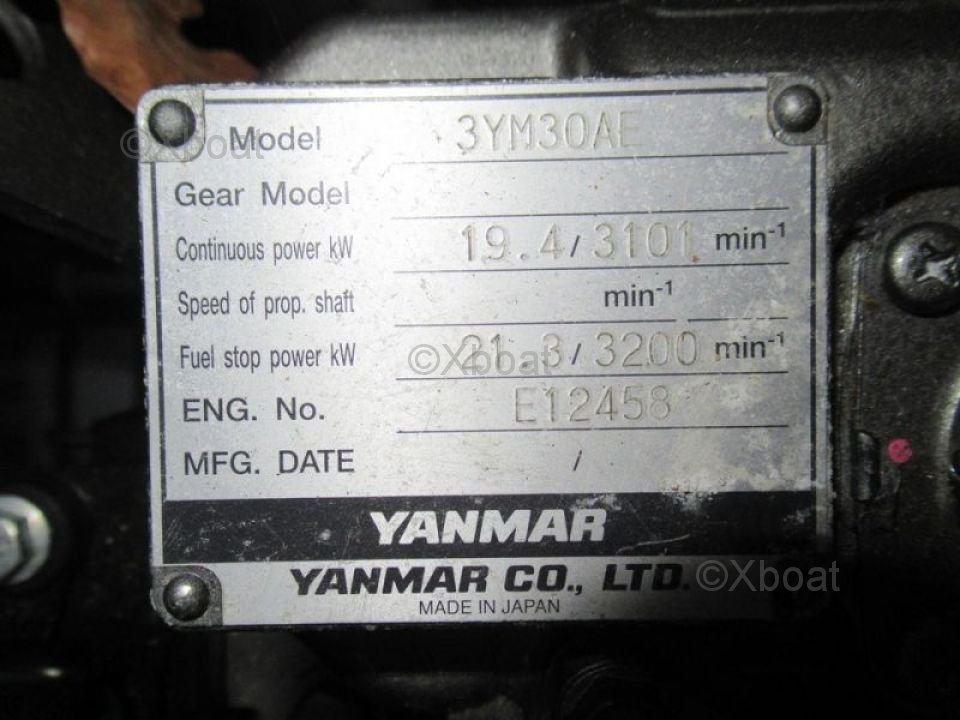 Model 3YM30AE
©Xboat
Gear Model
Continuous power kW 19.4/3101 min-1
Speed of prop. shaft min-1
Fuel stop power kW 21.3/3200 min-1
©Xboat
ENG. No. E12458
MFG. DATE /
YANMAR
YANMAR CO., LTD.
©Xboat
MADE IN JAPAN